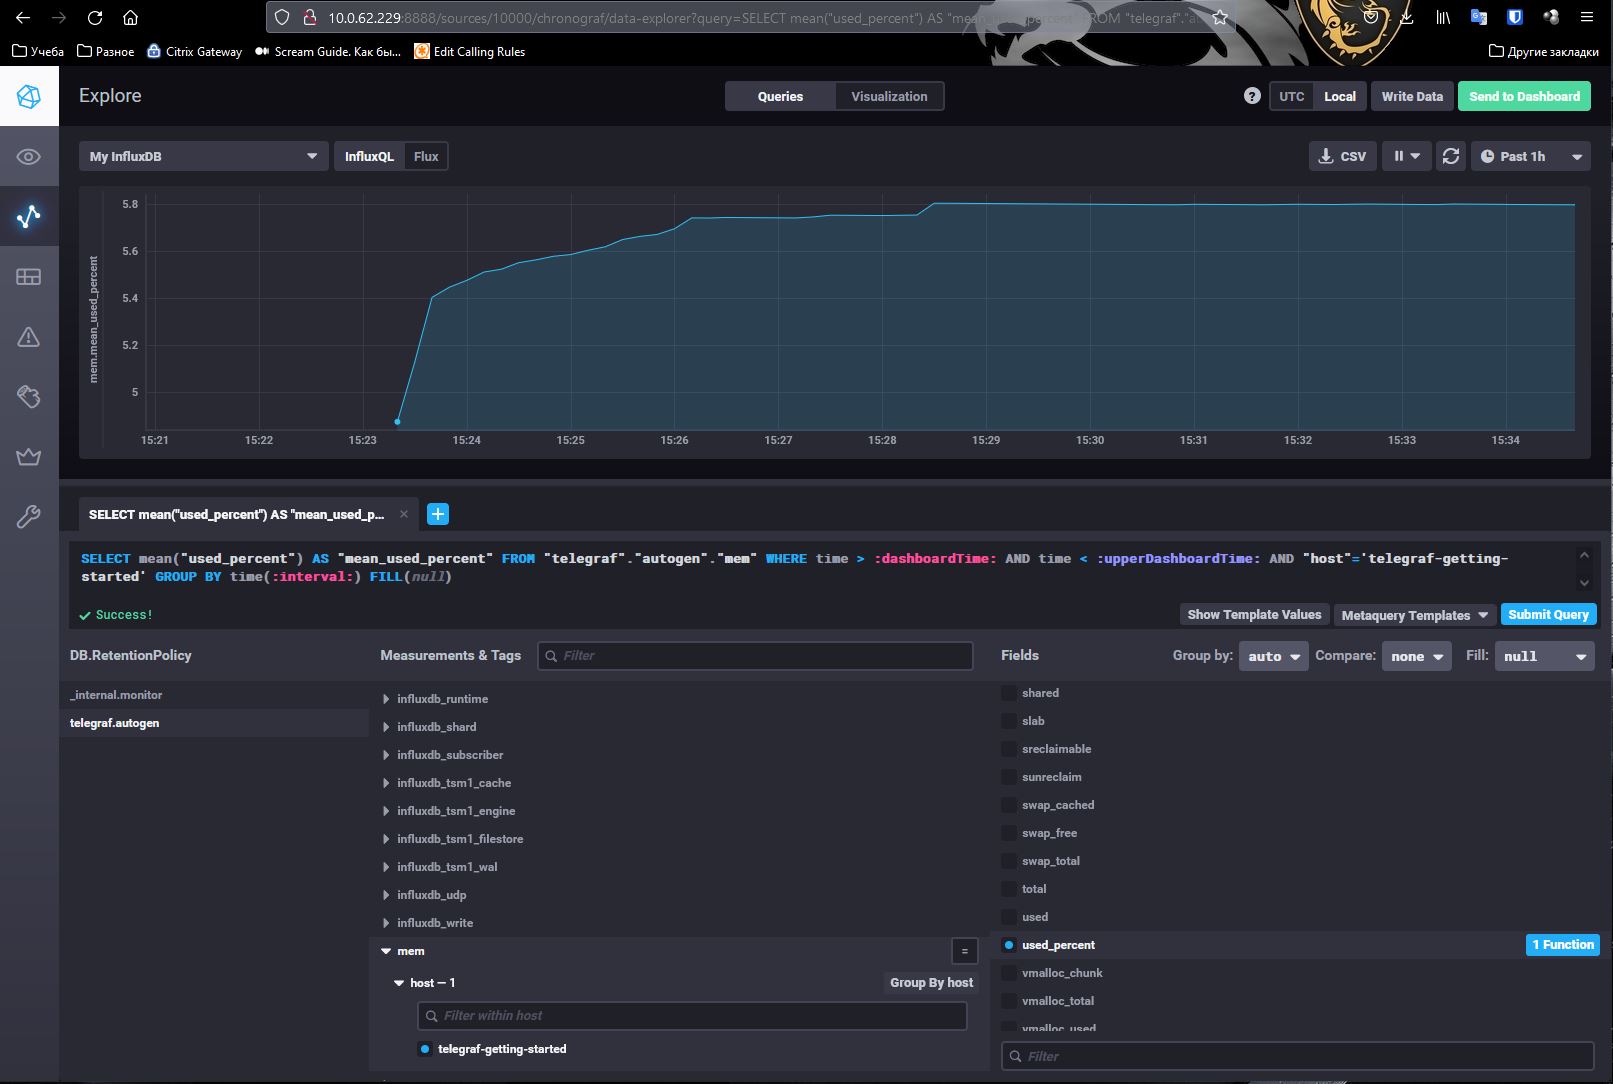 10.0.62.229:8888/sources/10000/chronograf/data-explorer?query=SELECT mean("used_percent") AS "mean_used_percent" FROM "telegraf"."a
Учеба
Разное
Citrix Gateway
Scream Guide. Как бы...
Edit Calling Rules
Другие закладки
Explore
Queries
Visualization
?
UTC
Local
Write Data
Send to Dashboard
My InfluxDB
InfluxQL
Flux
CSV
Past 1h
mem.mean_used_percent
5.8
5.6
5.4
5.2
5
15:21
15:22
15:23
15:24
15:25
15:26
15:27
15:28
15:29
15:30
15:31
15:32
15:33
15:34
SELECT mean("used_percent") AS "mean_used_p...
SELECT mean("used_percent") AS "mean_used_percent" FROM "telegraf"."autogen"."mem" WHERE time > :dashboardTime: AND time < :upperDashboardTime: AND "host"='telegraf-getting-
started' GROUP BY time(:interval:) FILL(null)
Success!
Show Template Values
Metaquery Templates
Submit Query
DB.RetentionPolicy
_internal.monitor
telegraf.autogen
Measurements & Tags
Filter
influxdb_runtime
influxdb_shard
influxdb_subscriber
influxdb_tsm1_cache
influxdb_tsm1_engine
influxdb_tsm1_filestore
influxdb_tsm1_wal
influxdb_udp
influxdb_write
mem
=
host — 1
Group By host
Filter within host
telegraf-getting-started
Fields
Group by:
auto
Compare:
none
Fill:
null
shared
slab
sreclaimable
sunreclaim
swap_cached
swap_free
swap_total
total
used
used_percent
1 Function
vmalloc_chunk
vmalloc_total
vmalloc_used
Filter